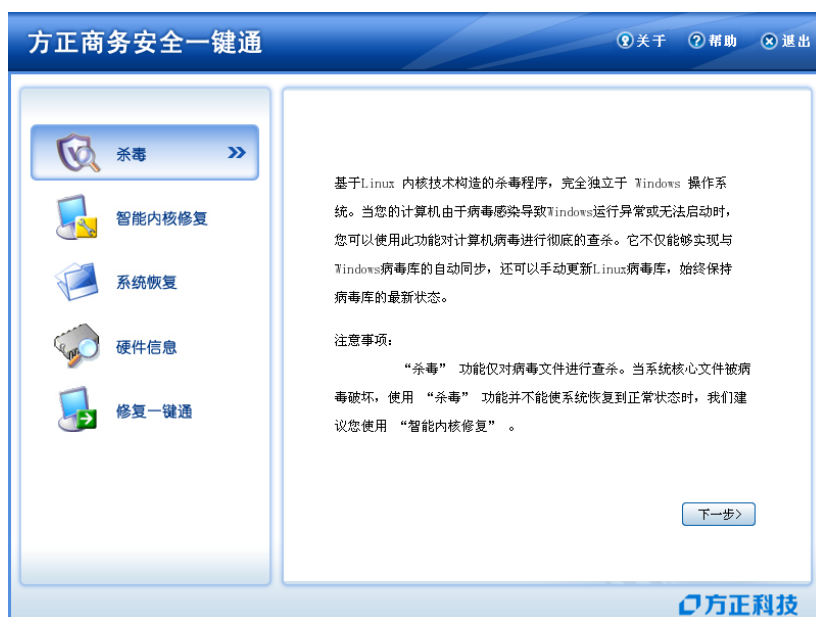 方正商务安全一键通
关于 帮助 退出
杀毒
智能内核修复
系统恢复
硬件信息
修复一键通
基于Linux 内核技术构造的杀毒程序，完全独立于 Windows 操作系
统。当您的计算机由于病毒感染导致Windows运行异常或无法启动时，
您可以使用此功能对计算机病毒进行彻底的查杀。它不仅能够实现与
Windows病毒库的自动同步，还可以手动更新Linux病毒库，始终保持
病毒库的最新状态。
注意事项：
“杀毒” 功能仅对病毒文件进行查杀。当系统核心文件被病
毒破坏，使用 “杀毒” 功能并不能使系统恢复到正常状态时，我们建
议您使用 “智能内核修复” 。
下一步>
方正科技